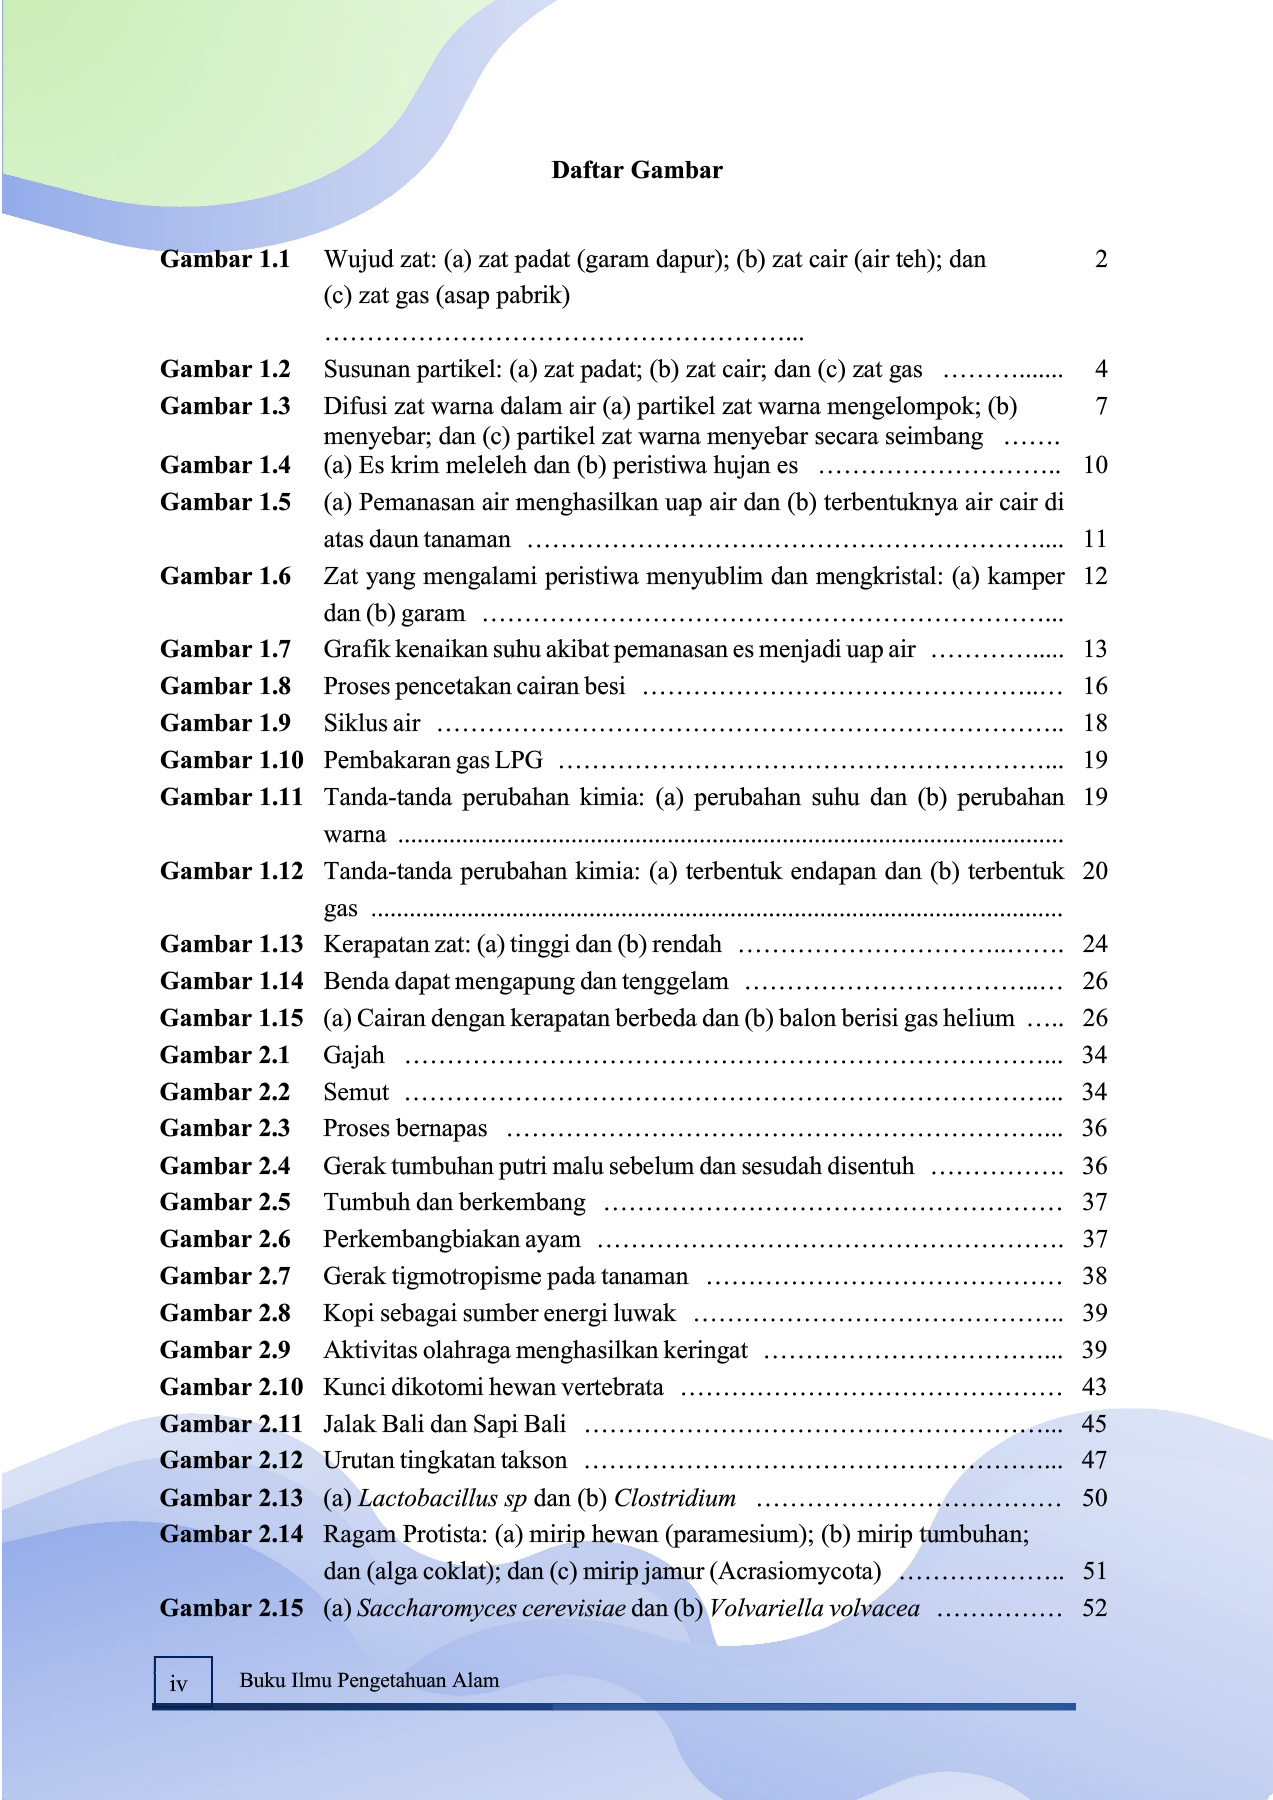 Daftar Gambar
Gambar 1.1 Wujud zat: (a) zat padat (garam dapur); (b) zat cair (air teh); dan 2
(c) zat gas (asap pabrik)
………………………………………………...
Gambar 1.2 Susunan partikel: (a) zat padat; (b) zat cair; dan (c) zat gas ………....... 4
Gambar 1.3 Difusi zat warna dalam air (a) partikel zat warna mengelompok; (b) 7
menyebar; dan (c) partikel zat warna menyebar secara seimbang …….
Gambar 1.4 (a) Es krim meleleh dan (b) peristiwa hujan es ……………………….. 10
Gambar 1.5 (a) Pemanasan air menghasilkan uap air dan (b) terbentuknya air cair di
atas daun tanaman ……………………………………………………….... 11
Gambar 1.6 Zat yang mengalami peristiwa menyublim dan mengkristal: (a) kamper 12
dan (b) garam ……………………………………………………………...
Gambar 1.7 Grafik kenaikan suhu akibat pemanasan es menjadi uap air …………..... 13
Gambar 1.8 Proses pencetakan cairan besi ………………………………………..… 16
Gambar 1.9 Siklus air ……………………………………………………………….. 18
Gambar 1.10 Pembakaran gas LPG …………………………………………………... 19
Gambar 1.11 Tanda-tanda perubahan kimia: (a) perubahan suhu dan (b) perubahan 19
warna ........................................................................................................
Gambar 1.12 Tanda-tanda perubahan kimia: (a) terbentuk endapan dan (b) terbentuk 20
gas ............................................................................................................
Gambar 1.13 Kerapatan zat: (a) tinggi dan (b) rendah …………………………..……. 24
Gambar 1.14 Benda dapat mengapung dan tenggelam ……………………………..… 26
Gambar 1.15 (a) Cairan dengan kerapatan berbeda dan (b) balon berisi gas helium ….. 26
Gambar 2.1 Gajah …………………………………………………………………... 34
Gambar 2.2 Semut …………………………………………………………………... 34
Gambar 2.3 Proses bernapas ………………………………………………………... 36
Gambar 2.4 Gerak tumbuhan putri malu sebelum dan sesudah disentuh ……………. 36
Gambar 2.5 Tumbuh dan berkembang ……………………………………………… 37
Gambar 2.6 Perkembangbiakan ayam ………………………………………………. 37
Gambar 2.7 Gerak tigmotropisme pada tanaman …………………………………… 38
Gambar 2.8 Kopi sebagai sumber energi luwak …………………………………….. 39
Gambar 2.9 Aktivitas olahraga menghasilkan keringat ……………………………... 39
Gambar 2.10 Kunci dikotomi hewan vertebrata ……………………………………… 43
Gambar 2.11 Jalak Bali dan Sapi Bali ………………………………………………... 45
Gambar 2.12 Urutan tingkatan takson ………………………………………………... 47
Gambar 2.13 (a) Lactobacillus sp dan (b) Clostridium ……………………………… 50
Gambar 2.14 Ragam Protista: (a) mirip hewan (paramesium); (b) mirip tumbuhan;
dan (alga coklat); dan (c) mirip jamur (Acrasiomycota) ……………….. 51
Gambar 2.15 (a) Saccharomyces cerevisiae dan (b) Volvariella volvacea …………… 52
iv Buku Ilmu Pengetahuan Alam